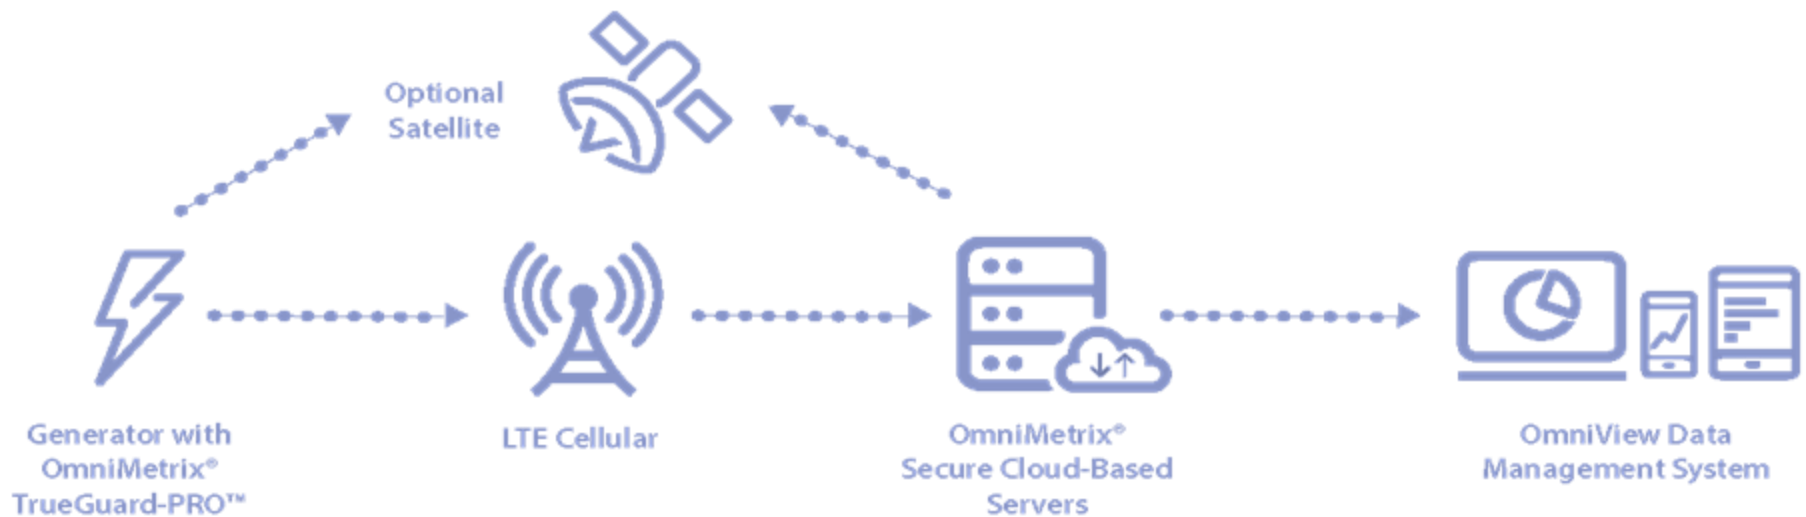 Optional
Satellite
Generator with
OmniMetrix®
TrueGuard-PRO™
LTE Cellular
OmniMetrix®
Secure Cloud-Based
Servers
OmniView Data
Management System